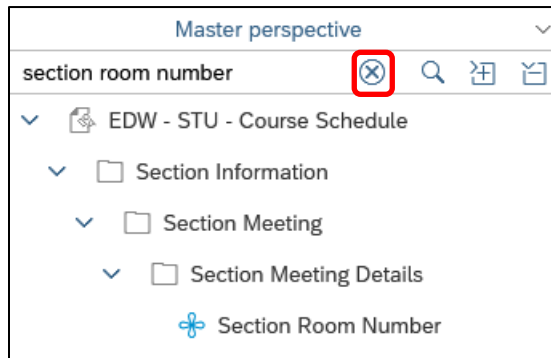 Master perspective
section room number
EDW - STU - Course Schedule
Section Information
Section Meeting
Section Meeting Details
Section Room Number